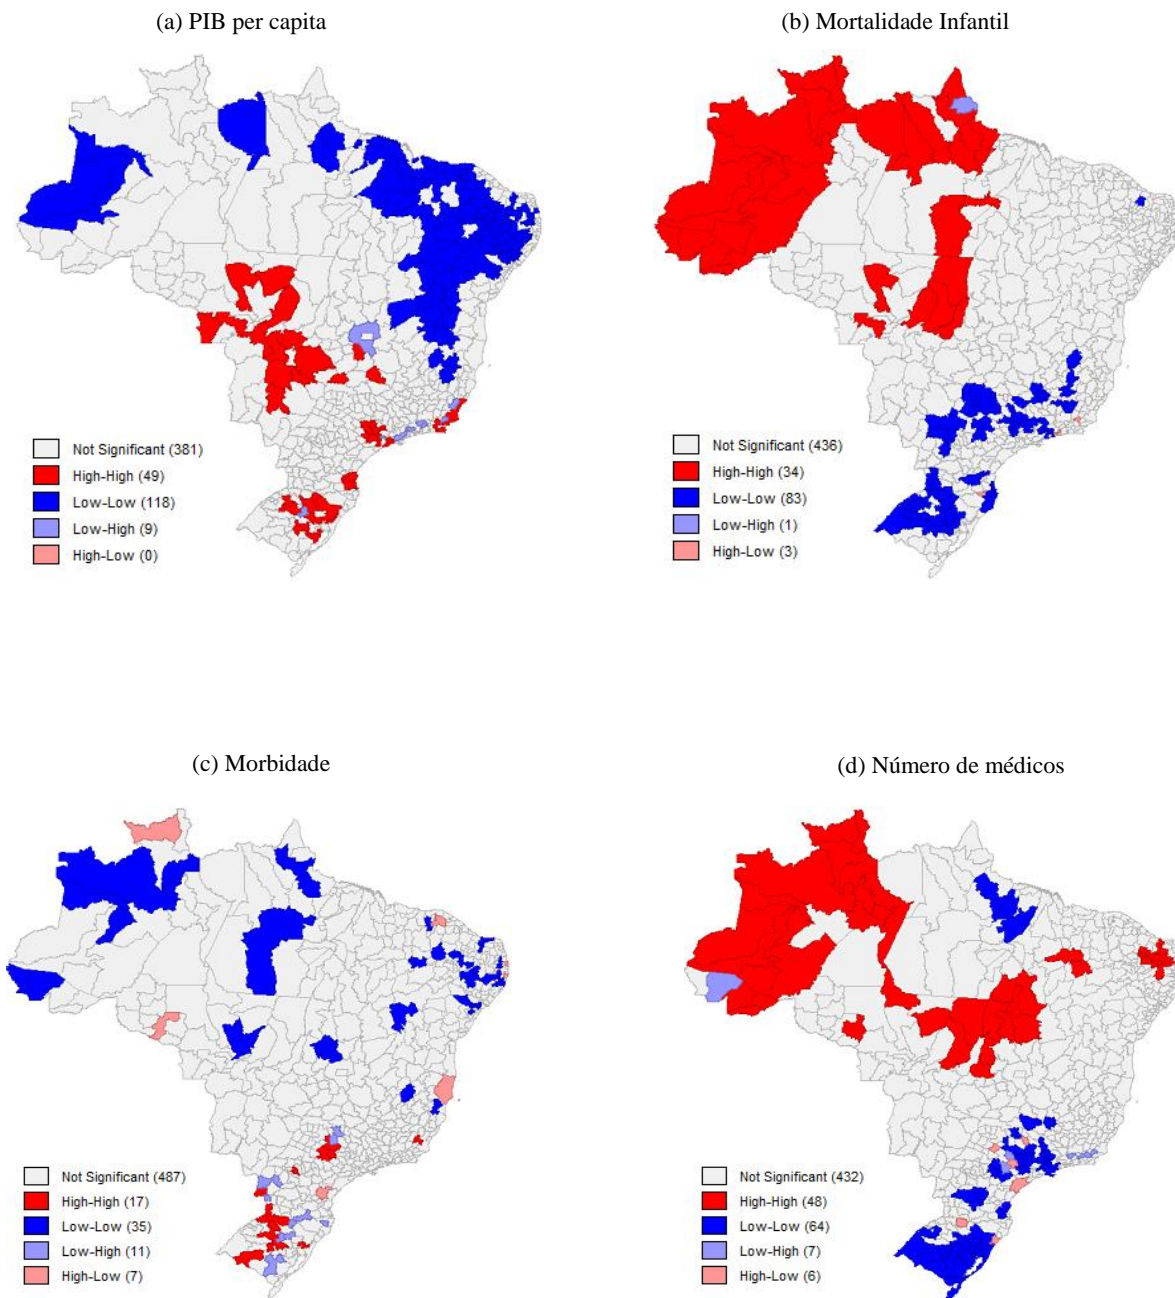 (a) PIB per capita
(b) Mortalidade Infantil
Not Significant (381)
High-High (49)
Low-Low (118)
Low-High (9)
High-Low (0)
Not Significant (436)
High-High (34)
Low-Low (83)
Low-High (1)
High-Low (3)
(c) Morbidade
(d) Número de médicos
Not Significant (487)
High-High (17)
Low-Low (35)
Low-High (11)
High-Low (7)
Not Significant (432)
High-High (48)
Low-Low (64)
Low-High (7)
High-Low (6)